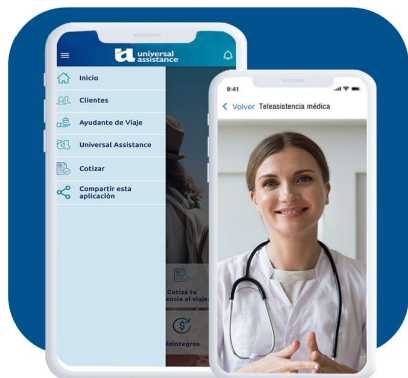 universal
assistance
Inicio
Clientes
Ayudante de Viaje
Universal Assistance
Cotizar
Compartir esta
aplicación
Cotizá tu
encia al viaje
Reintegros
9:41
Volver Teleasistencia médica